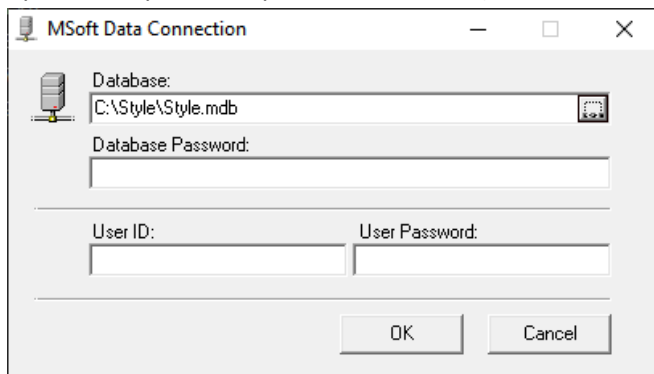 MSoft Data Connection
Database:
C:\Style\Style.mdb
Database Password:
User ID:
User Password:
OK
Cancel